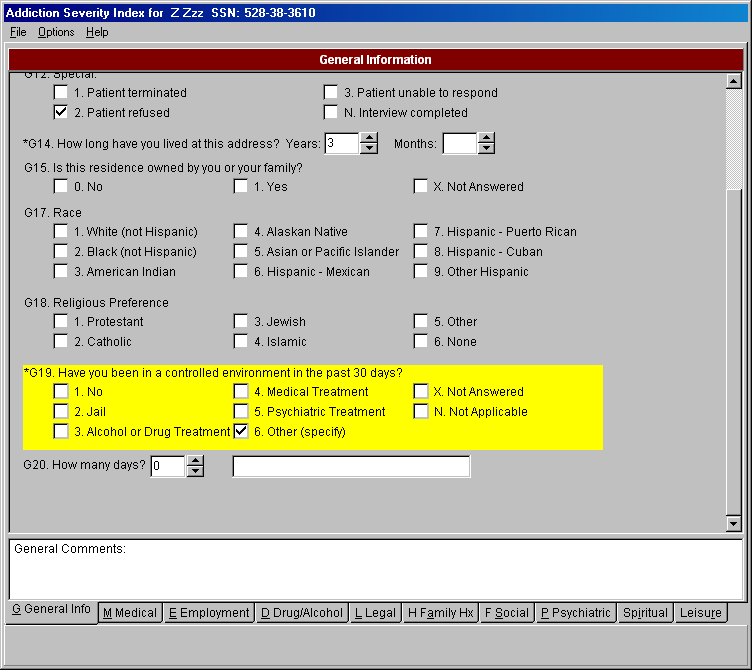 Addiction Severity Index for Z Zzz SSN: 528-38-3610
File Options Help
General Information
G12. Special:
1. Patient terminated 3. Patient unable to respond
2. Patient refused N. Interview completed
*G14. How long have you lived at this address? Years: 3 Months:
G15. Is this residence owned by you or your family?
0. No 1. Yes X. Not Answered
G17. Race
1. White (not Hispanic) 4. Alaskan Native 7. Hispanic - Puerto Rican
2. Black (not Hispanic) 5. Asian or Pacific Islander 8. Hispanic - Cuban
3. American Indian 6. Hispanic - Mexican 9. Other Hispanic
G18. Religious Preference
1. Protestant 3. Jewish 5. Other
2. Catholic 4. Islamic 6. None
*G19. Have you been in a controlled environment in the past 30 days?
1. No 4. Medical Treatment X. Not Answered
2. Jail 5. Psychiatric Treatment N. Not Applicable
3. Alcohol or Drug Treatment 6. Other (specify)
G20. How many days? 0
General Comments:
G General Info M Medical E Employment D Drug/Alcohol L Legal H Family Hx F Social P Psychiatric Spiritual Leisure